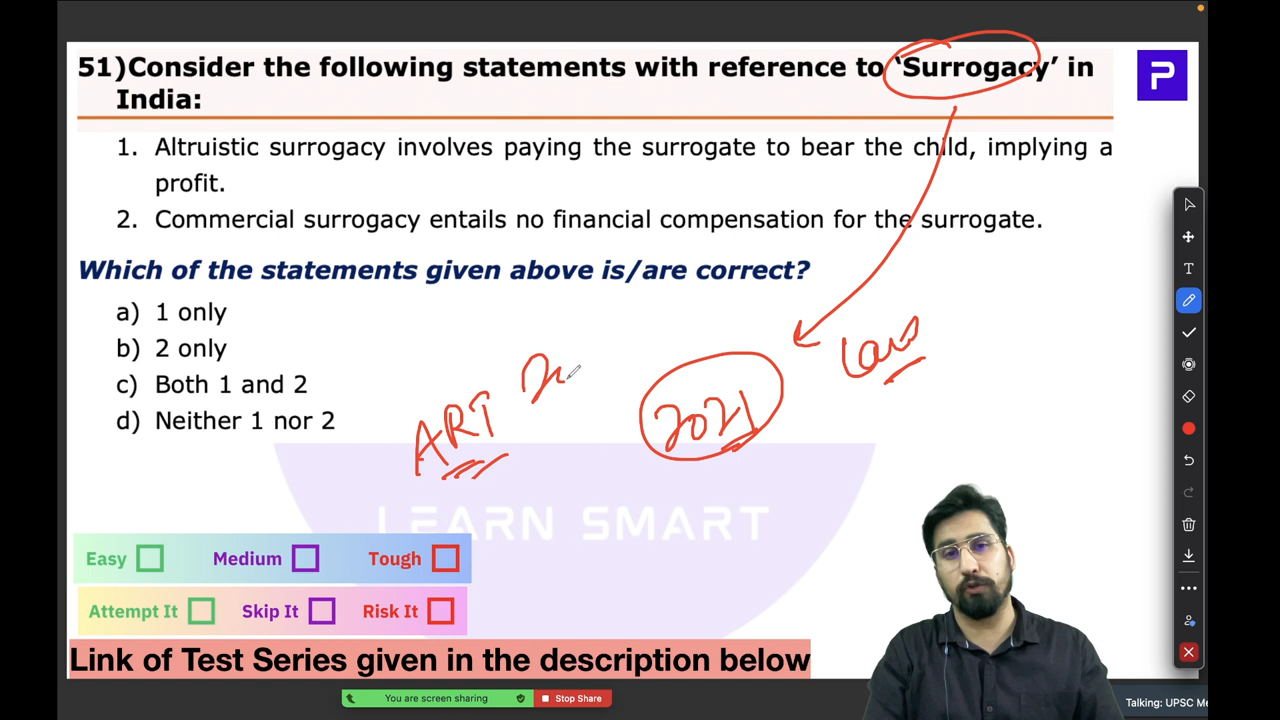 51)Consider the following statements with reference to ‘Surrogacy’ in
India:
P
1. Altruistic surrogacy involves paying the surrogate to bear the child, implying a
profit.
2. Commercial surrogacy entails no financial compensation for the surrogate.
Which of the statements given above is/are correct?
a) 1 only
b) 2 only
c) Both 1 and 2
d) Neither 1 nor 2
Law
ART
2021
LEARN SMART
Easy Medium Tough
Attempt It Skip It Risk It
Link of Test Series given in the description below
You are screen sharing Stop Share
Talking: UPSC
T